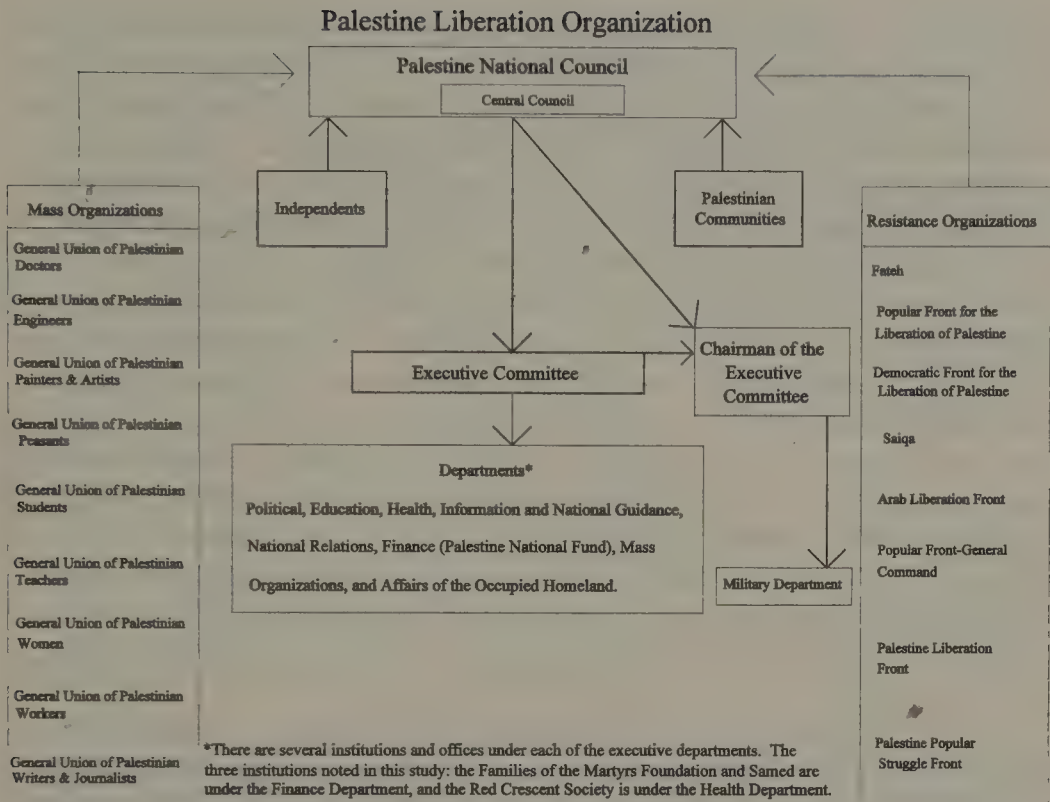 Palestine Liberation Organization
Palestine National Council
Central Council
Mass Organizations
General Union of Palestinian
Doctors
General Union of Palestinian
Engineers
General Union of Palestinian
Painters & Artists
General Union of Palestinian
Peasants
General Union of Palestinian
Students
General Union of Palestinian
Teachers
General Union of Palestinian
Women
General Union of Palestinian
Workers
General Union of Palestinian
Writers & Journalists
Independents
Palestinian
Communities
Executive Committee
Chairman of the
Executive
Committee
Departments*
Political, Education, Health, Information and National Guidance,
National Relations, Finance (Palestine National Fund), Mass
Organizations, and Affairs of the Occupied Homeland.
Military Department
Resistance Organizations
Fateh
Popular Front for the
Liberation of Palestine
Democratic Front for the
Liberation of Palestine
Saiqa
Arab Liberation Front
Popular Front-General
Command
Palestine Liberation
Front
Palestine Popular
Struggle Front
*There are several institutions and offices under each of the executive departments. The
three institutions noted in this study: the Families of the Martyrs Foundation and Samed are
under the Finance Department, and the Red Crescent Society is under the Health Department.